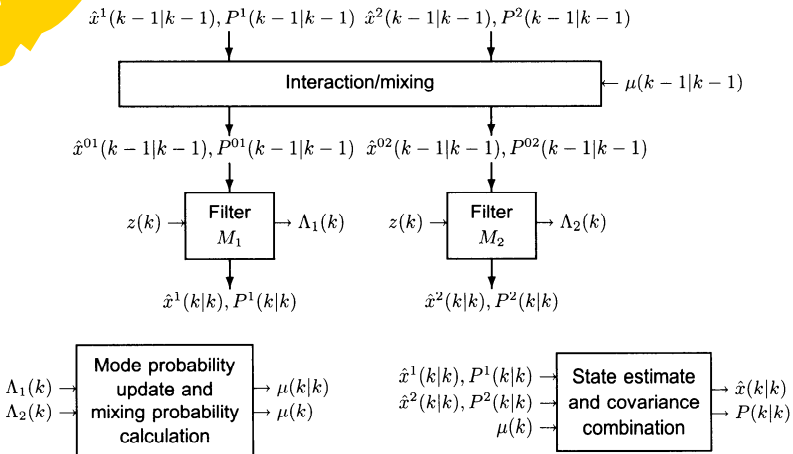 x̂¹(k − 1|k − 1), P¹(k − 1|k − 1) x̂²(k − 1|k − 1), P²(k − 1|k − 1)
Interaction/mixing
μ(k − 1|k − 1)
x̂⁰¹(k − 1|k − 1), P⁰¹(k − 1|k − 1) x̂⁰²(k − 1|k − 1), P⁰²(k − 1|k − 1)
z(k)
Filter
M₁
Λ₁(k)
z(k)
Filter
M₂
Λ₂(k)
x̂¹(k|k), P¹(k|k)
x̂²(k|k), P²(k|k)
Λ₁(k)
Λ₂(k)
Mode probability
update and
mixing probability
calculation
μ(k|k)
μ(k)
x̂¹(k|k), P¹(k|k)
x̂²(k|k), P²(k|k)
μ(k)
State estimate
and covariance
combination
x̂(k|k)
P(k|k)